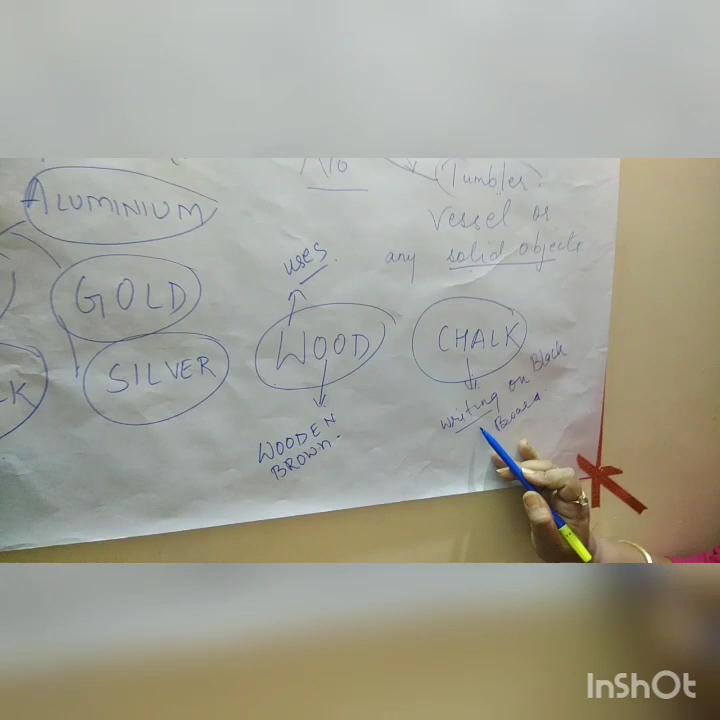 ALUMINIUM
Tumbler.
Vessel or
any solid objects
uses.
GOLD
WOOD
CHALK
LK
SILVER
writing on Black
Board.
WOODEN
BROWN.
InShOt